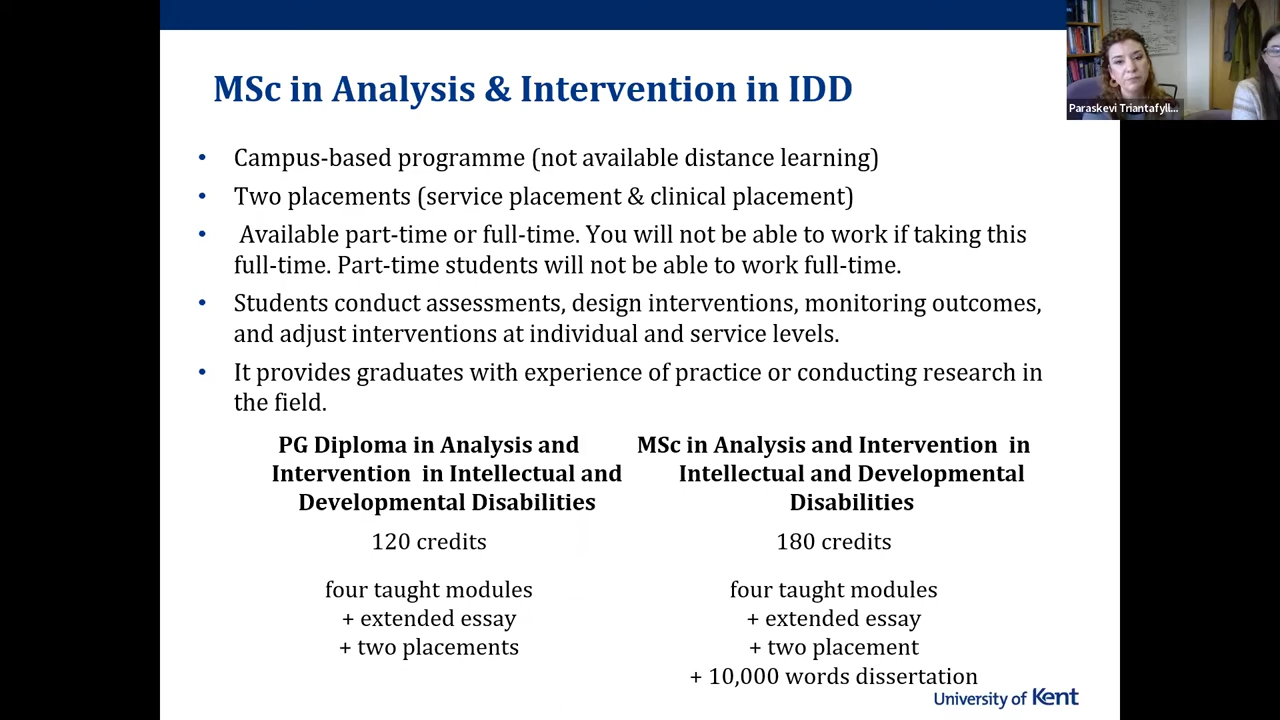 MSc in Analysis & Intervention in IDD
Paraskevi Triantafyll...
• Campus-based programme (not available distance learning)
• Two placements (service placement & clinical placement)
• Available part-time or full-time. You will not be able to work if taking this
full-time. Part-time students will not be able to work full-time.
• Students conduct assessments, design interventions, monitoring outcomes,
and adjust interventions at individual and service levels.
• It provides graduates with experience of practice or conducting research in
the field.
PG Diploma in Analysis and
Intervention in Intellectual and
Developmental Disabilities
120 credits
four taught modules
+ extended essay
+ two placements
MSc in Analysis and Intervention in
Intellectual and Developmental
Disabilities
180 credits
four taught modules
+ extended essay
+ two placement
+ 10,000 words dissertation
University of Kent